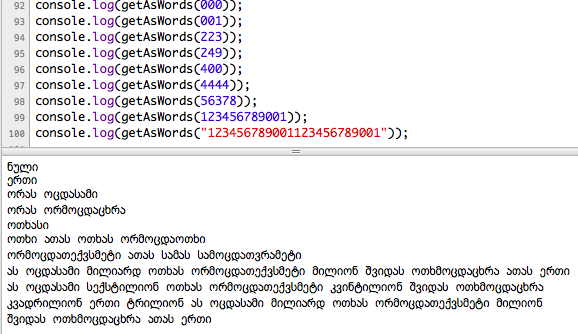 92 console.log(getAsWords(000));
93 console.log(getAsWords(001));
94 console.log(getAsWords(223));
95 console.log(getAsWords(249));
96 console.log(getAsWords(400));
97 console.log(getAsWords(4444));
98 console.log(getAsWords(56378));
99 console.log(getAsWords(123456789001));
100 console.log(getAsWords("123456789001123456789001"));
ნული
ერთი
ორას ოცდასამი
ორას ორმოცდაცხრა
ოთხასი
ოთხი ათას ოთხას ორმოცდაოთხი
ორმოცდათექვსმეტი ათას სამას სამოცდათვრამეტი
ას ოცდასამი მილიარდ ოთხას ორმოცდათექვსმეტი მილიონ შვიდას ოთხმოცდაცხრა ათას ერთი
ას ოცდასამი სექსტილიონ ოთხას ორმოცდათექვსმეტი კვინტილიონ შვიდას ოთხმოცდაცხრა
კვადრილიონ ერთი ტრილიონ ას ოცდასამი მილიარდ ოთხას ორმოცდათექვსმეტი მილიონ
შვიდას ოთხმოცდაცხრა ათას ერთი